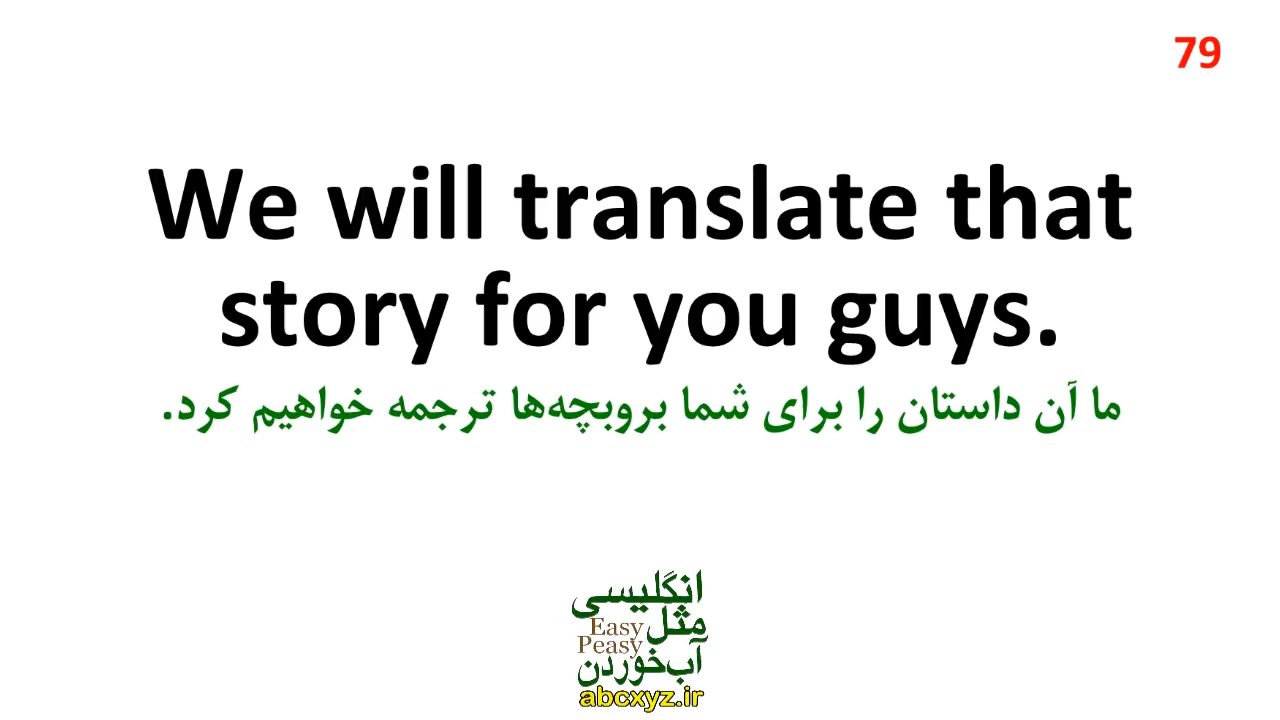 79
We will translate that
story for you guys.
ما آن داستان را برای شما بروبچه‌ها ترجمه خواهیم کرد.
انگلیسی
مثل
Easy
Peasy
آب‌خوردن
abcxyz.ir